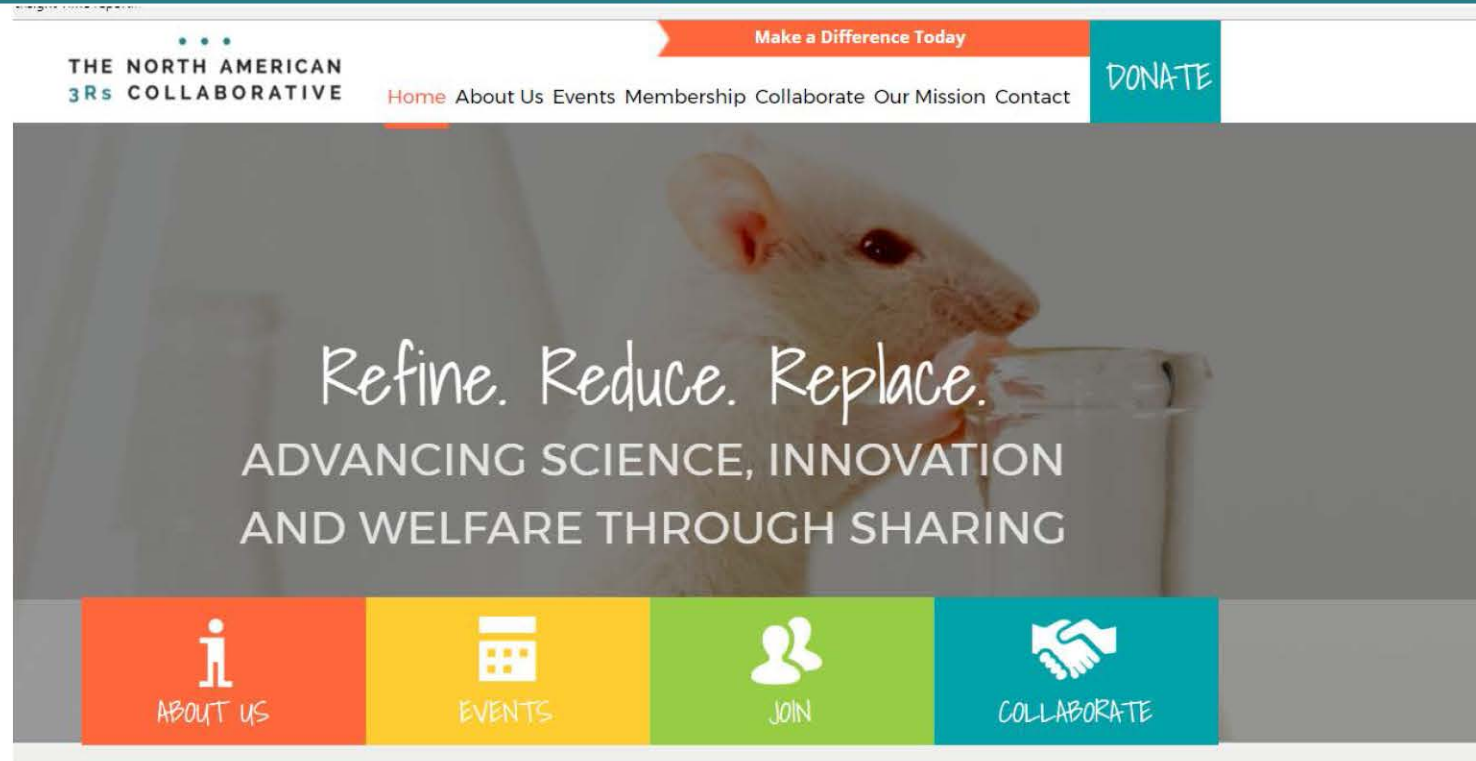 THE NORTH AMERICAN
3Rs COLLABORATIVE
Make a Difference Today
Home About Us Events Membership Collaborate Our Mission Contact
DONATE
Refine. Reduce. Replace.
ADVANCING SCIENCE, INNOVATION
AND WELFARE THROUGH SHARING
ABOUT US
EVENTS
JOIN
COLLABORATE